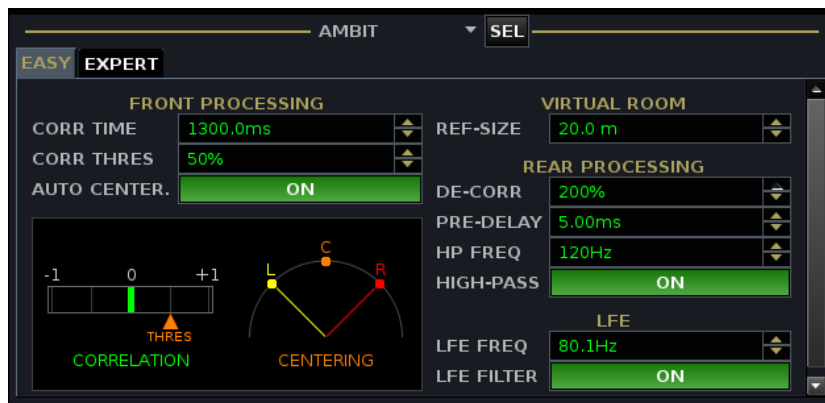 AMBIT SEL
EASY EXPERT
FRONT PROCESSING
CORR TIME 1300.0ms
CORR THRES 50%
AUTO CENTER. ON
-1 0 +1
THRES
CORRELATION
L C R
CENTERING
VIRTUAL ROOM
REF-SIZE 20.0 m
REAR PROCESSING
DE-CORR 200%
PRE-DELAY 5.00ms
HP FREQ 120Hz
HIGH-PASS ON
LFE
LFE FREQ 80.1Hz
LFE FILTER ON